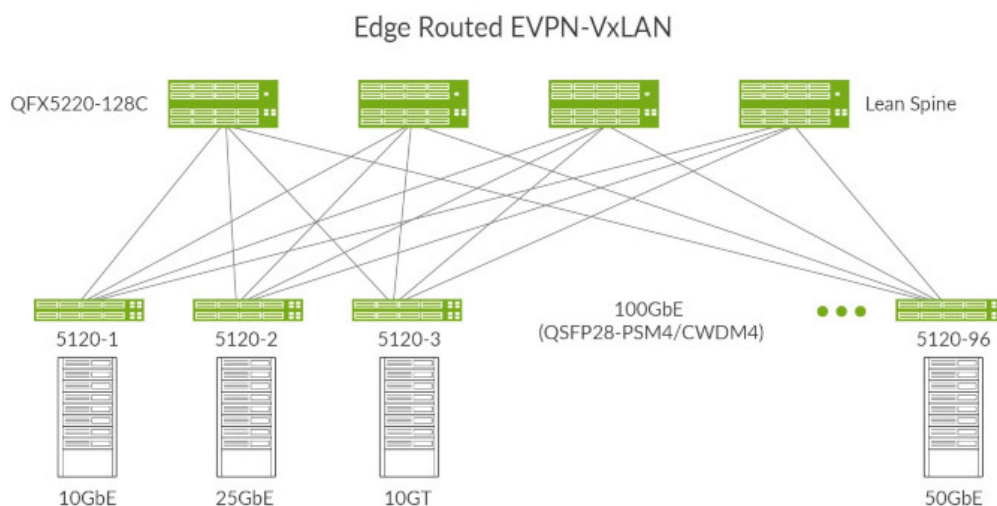 Edge Routed EVPN-VxLAN
QFX5220-128C
Lean Spine
100GbE
(QSFP28-PSM4/CWDM4)
5120-1
5120-2
5120-3
5120-96
10GbE
25GbE
10GT
50GbE